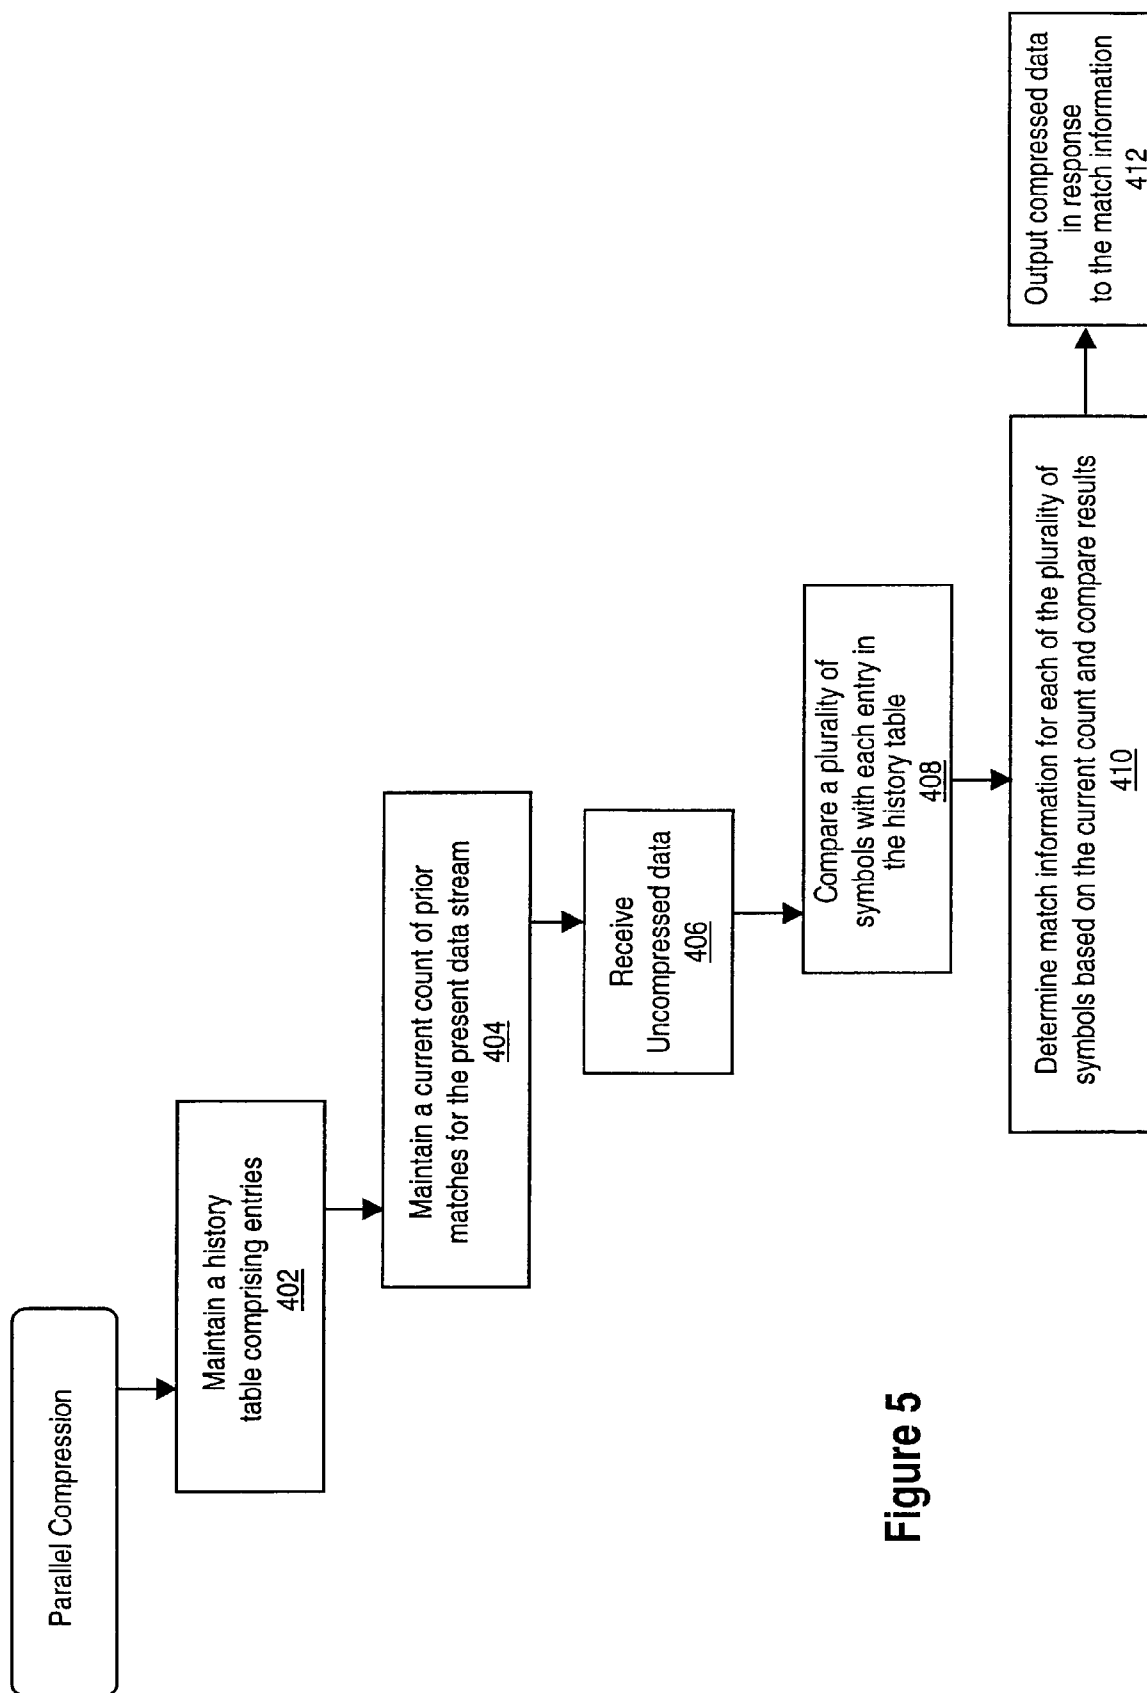 Parallel Compression
Maintain a history
table comprising entries
402
Maintain a current count of prior
matches for the present data stream
404
Receive
Uncompressed data
406
Compare a plurality of
symbols with each entry in
the history table
408
Determine match information for each of the plurality of
symbols based on the current count and compare results
410
Output compressed data
in response
to the match information
412
Figure 5